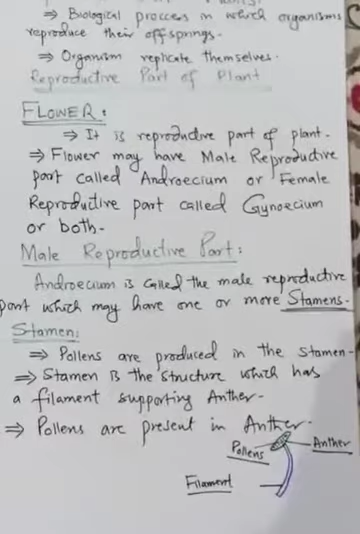 ⇒ Biological process in which organisms
reproduce their offsprings.
⇒ Organism replicate themselves.
Reproductive Part of Plant
FLOWER:
⇒ It is reproductive part of plant.
⇒ Flower may have Male Reproductive
part called Androecium or Female
Reproductive part called Gynoecium
or both.
Male Reproductive Part:
Androecium is called the male reproductive
part which may have one or more Stamens.
Stamen:
⇒ Pollens are produced in the stamen.
⇒ Stamen is the structure which has
a filament supporting Anther.
⇒ Pollens are present in Anther.
Pollens
Anther
Filament